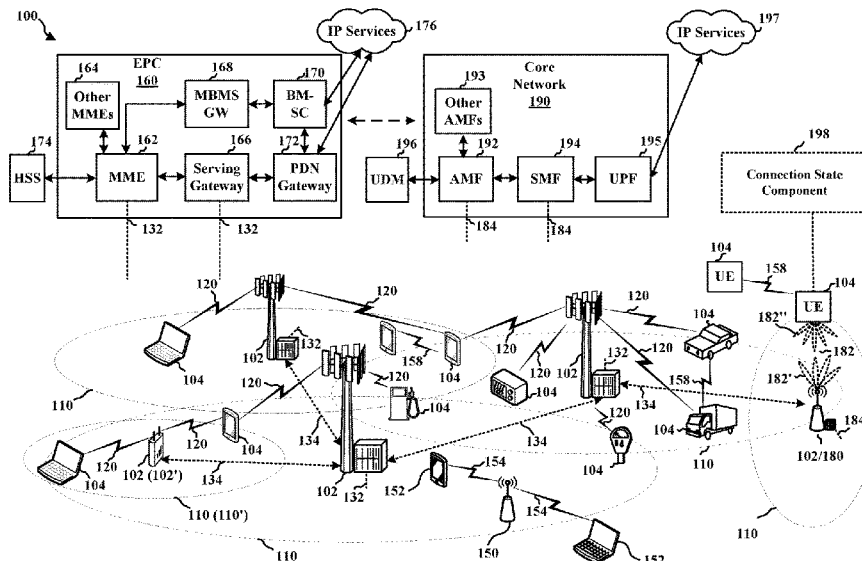 100
IP Services
176
IP Services
197
EPC
160
164
Other
MMEs
168
MBMS
GW
170
BM-
SC
174
HSS
162
MME
166
Serving
Gateway
172
PDN
Gateway
132
132
Core
Network
190
193
Other
AMFs
196
UDM
192
AMF
194
SMF
195
UPF
184
184
198
Connection State
Component
104
UE
158
104
UE
182''
182
182'
184
102/180
110
120
104
102
132
120
158
104
120
110
120
102
132
120
104
134
120
104
120
104
120
102 (102')
134
110 (110')
110
134
120
120
104
102
132
134
120
104
120
104
158
104
110
134
152
154
150
154
152